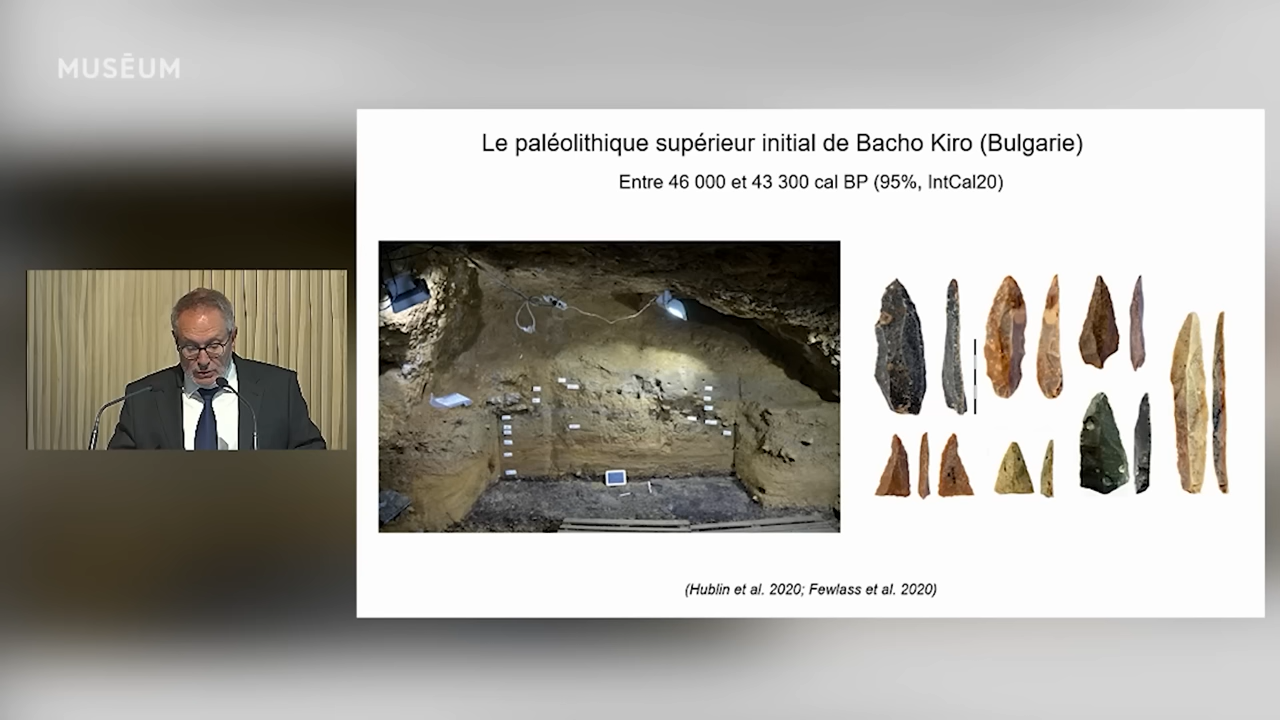 MUSĒUM
Le paléolithique supérieur initial de Bacho Kiro (Bulgarie)
Entre 46 000 et 43 300 cal BP (95%, IntCal20)
(Hublin et al. 2020; Fewlass et al. 2020)